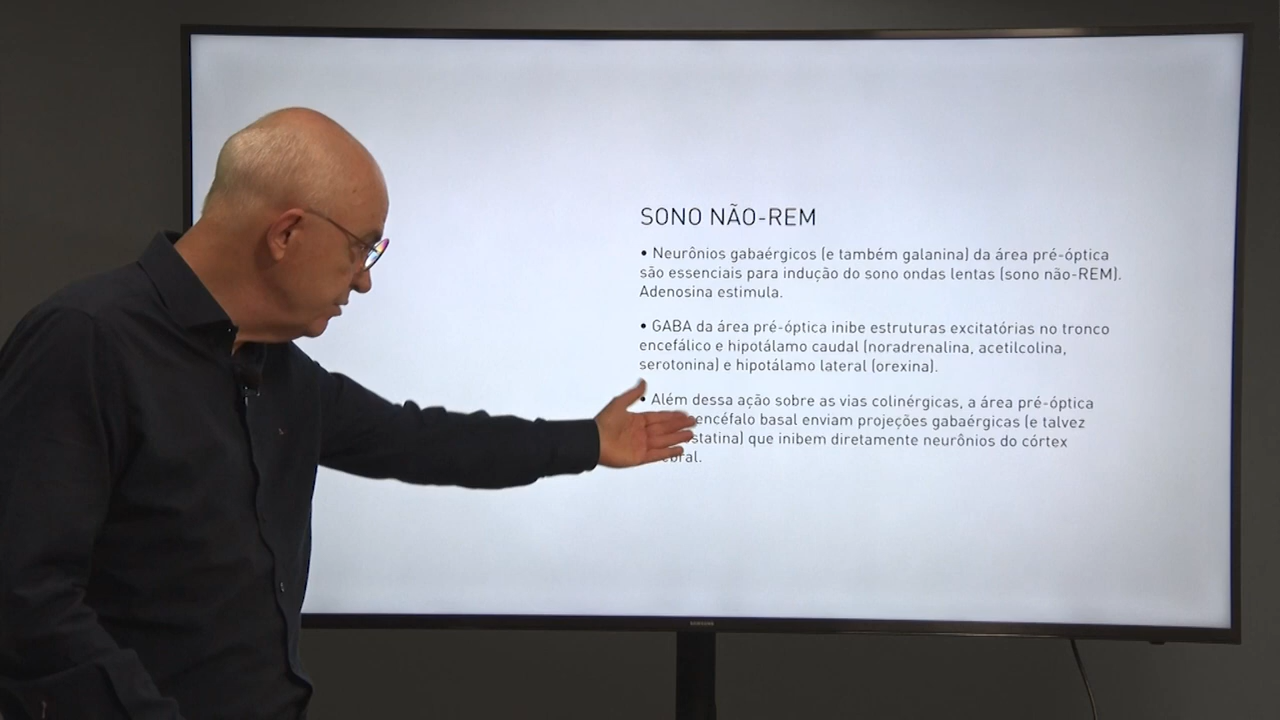 SONO NÃO-REM
• Neurônios gabaérgicos (e também galanina) da área pré-óptica
são essenciais para indução do sono ondas lentas (sono não-REM).
Adenosina estimula.
• GABA da área pré-óptica inibe estruturas excitatórias no tronco
encefálico e hipotálamo caudal (noradrenalina, acetilcolina,
serotonina) e hipotálamo lateral (orexina).
• Além dessa ação sobre as vias colinérgicas, a área pré-óptica
encéfalo basal enviam projeções gabaérgicas (e talvez
que inibem diretamente neurônios do córtex
SAMSUNG